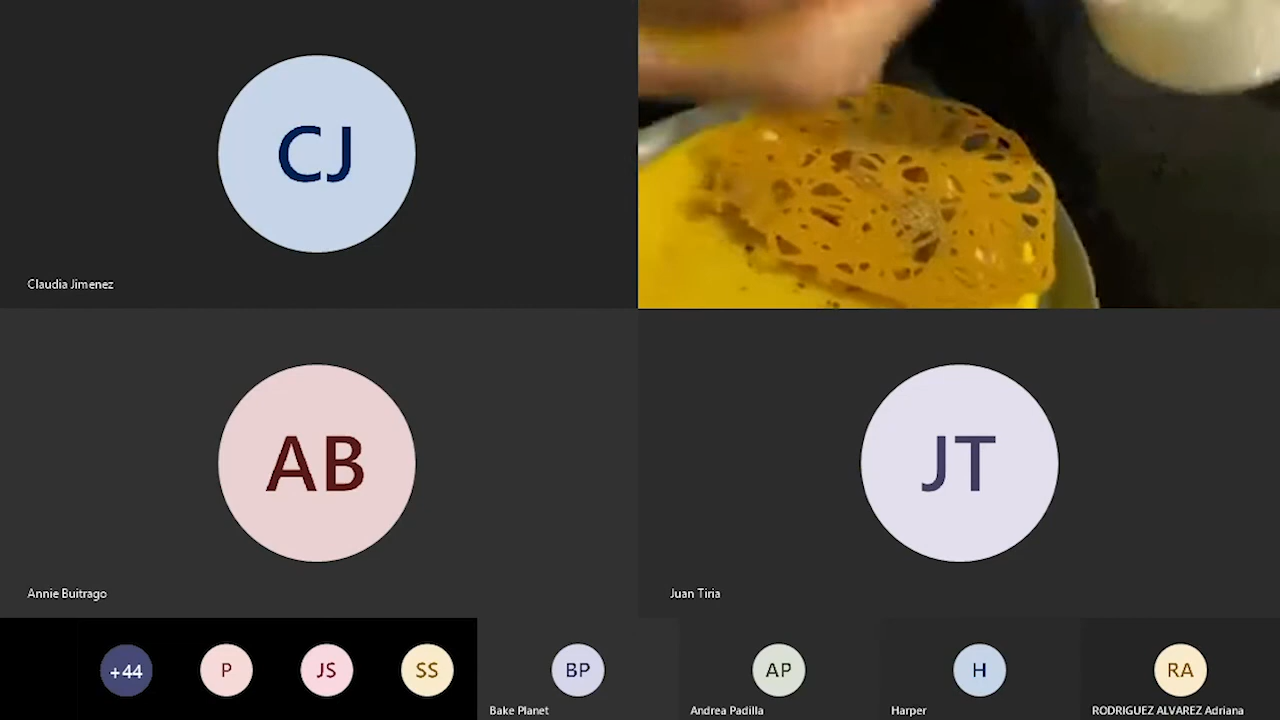 CJ
Claudia Jimenez
AB
Annie Buitrago
JT
Juan Tiria
+44
P
JS
SS
BP
Bake Planet
AP
Andrea Padilla
H
Harper
RA
RODRIGUEZ ALVAREZ Adriana